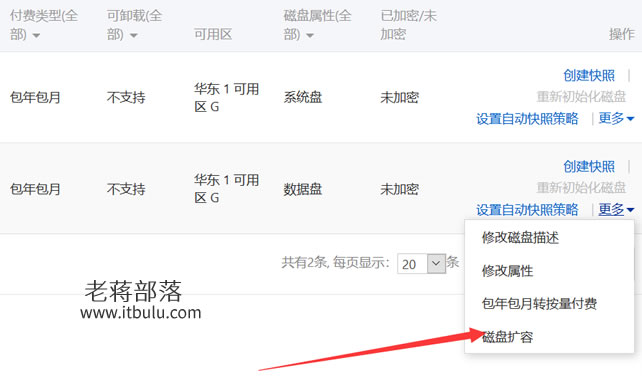 付费类型(全部) 可卸载(全部) 可用区 磁盘属性(全部) 已加密/未加密 操作
包年包月 不支持 华东 1 可用区 G 系统盘 未加密 创建快照 |
重新初始化磁盘
设置自动快照策略 | 更多
包年包月 不支持 华东 1 可用区 G 数据盘 未加密 创建快照 |
重新初始化磁盘
设置自动快照策略 | 更多
修改磁盘描述
共有2条, 每页显示: 20 条
修改属性
老蒋部落
包年包月转按量付费
www.itbulu.com
磁盘扩容